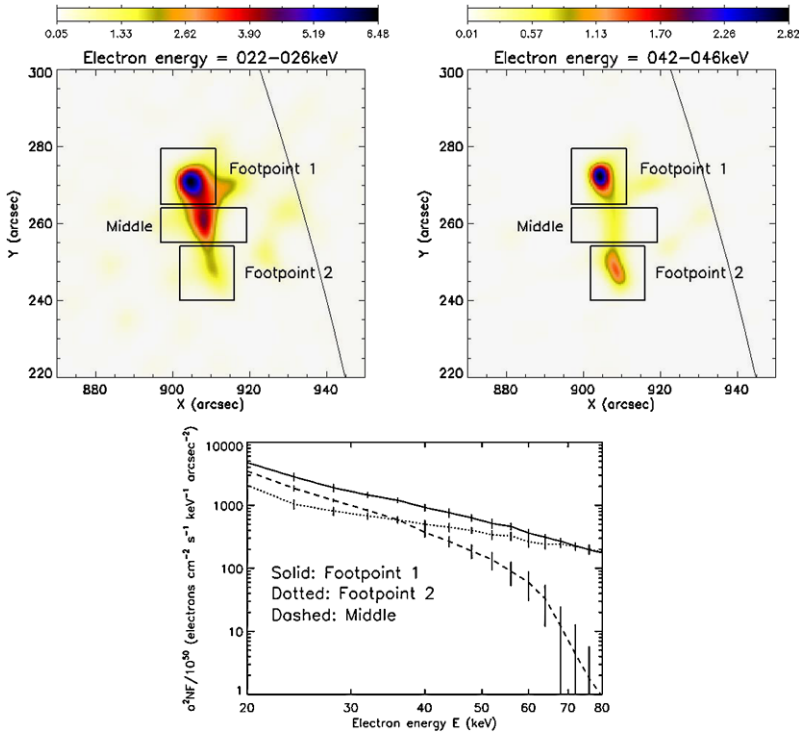 0.05 1.33 2.62 3.90 5.19 6.48
0.01 0.57 1.13 1.70 2.26 2.82
Electron energy = 022-026keV
Electron energy = 042-046keV
300
280
260
240
220
Y (arcsec)
Footpoint 1
Middle
Footpoint 2
880 900 920 940
X (arcsec)
300
280
260
240
220
Y (arcsec)
Footpoint 1
Middle
Footpoint 2
880 900 920 940
X (arcsec)
a²NF/10⁵⁰ (electrons cm⁻² s⁻¹ keV⁻¹ arcsec⁻²)
10000
1000
100
10
1
Solid: Footpoint 1
Dotted: Footpoint 2
Dashed: Middle
20 30 40 50 60 70 80
Electron energy E (keV)